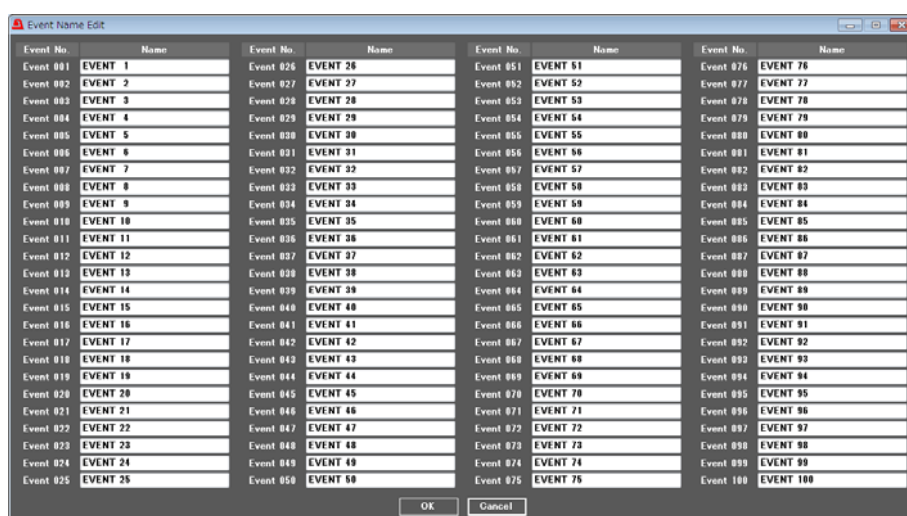 Event Name Edit
Event No. Name Event No. Name Event No. Name Event No. Name
Event 001 EVENT 1 Event 026 EVENT 26 Event 051 EVENT 51 Event 076 EVENT 76
Event 002 EVENT 2 Event 027 EVENT 27 Event 052 EVENT 52 Event 077 EVENT 77
Event 003 EVENT 3 Event 028 EVENT 28 Event 053 EVENT 53 Event 078 EVENT 78
Event 004 EVENT 4 Event 029 EVENT 29 Event 054 EVENT 54 Event 079 EVENT 79
Event 005 EVENT 5 Event 030 EVENT 30 Event 055 EVENT 55 Event 080 EVENT 80
Event 006 EVENT 6 Event 031 EVENT 31 Event 056 EVENT 56 Event 081 EVENT 81
Event 007 EVENT 7 Event 032 EVENT 32 Event 057 EVENT 57 Event 082 EVENT 82
Event 008 EVENT 8 Event 033 EVENT 33 Event 058 EVENT 58 Event 083 EVENT 83
Event 009 EVENT 9 Event 034 EVENT 34 Event 059 EVENT 59 Event 084 EVENT 84
Event 010 EVENT 10 Event 035 EVENT 35 Event 060 EVENT 60 Event 085 EVENT 85
Event 011 EVENT 11 Event 036 EVENT 36 Event 061 EVENT 61 Event 086 EVENT 86
Event 012 EVENT 12 Event 037 EVENT 37 Event 062 EVENT 62 Event 087 EVENT 87
Event 013 EVENT 13 Event 038 EVENT 38 Event 063 EVENT 63 Event 088 EVENT 88
Event 014 EVENT 14 Event 039 EVENT 39 Event 064 EVENT 64 Event 089 EVENT 89
Event 015 EVENT 15 Event 040 EVENT 40 Event 065 EVENT 65 Event 090 EVENT 90
Event 016 EVENT 16 Event 041 EVENT 41 Event 066 EVENT 66 Event 091 EVENT 91
Event 017 EVENT 17 Event 042 EVENT 42 Event 067 EVENT 67 Event 092 EVENT 92
Event 018 EVENT 18 Event 043 EVENT 43 Event 068 EVENT 68 Event 093 EVENT 93
Event 019 EVENT 19 Event 044 EVENT 44 Event 069 EVENT 69 Event 094 EVENT 94
Event 020 EVENT 20 Event 045 EVENT 45 Event 070 EVENT 70 Event 095 EVENT 95
Event 021 EVENT 21 Event 046 EVENT 46 Event 071 EVENT 71 Event 096 EVENT 96
Event 022 EVENT 22 Event 047 EVENT 47 Event 072 EVENT 72 Event 097 EVENT 97
Event 023 EVENT 23 Event 048 EVENT 48 Event 073 EVENT 73 Event 098 EVENT 98
Event 024 EVENT 24 Event 049 EVENT 49 Event 074 EVENT 74 Event 099 EVENT 99
Event 025 EVENT 25 Event 050 EVENT 50 Event 075 EVENT 75 Event 100 EVENT 100
OK Cancel